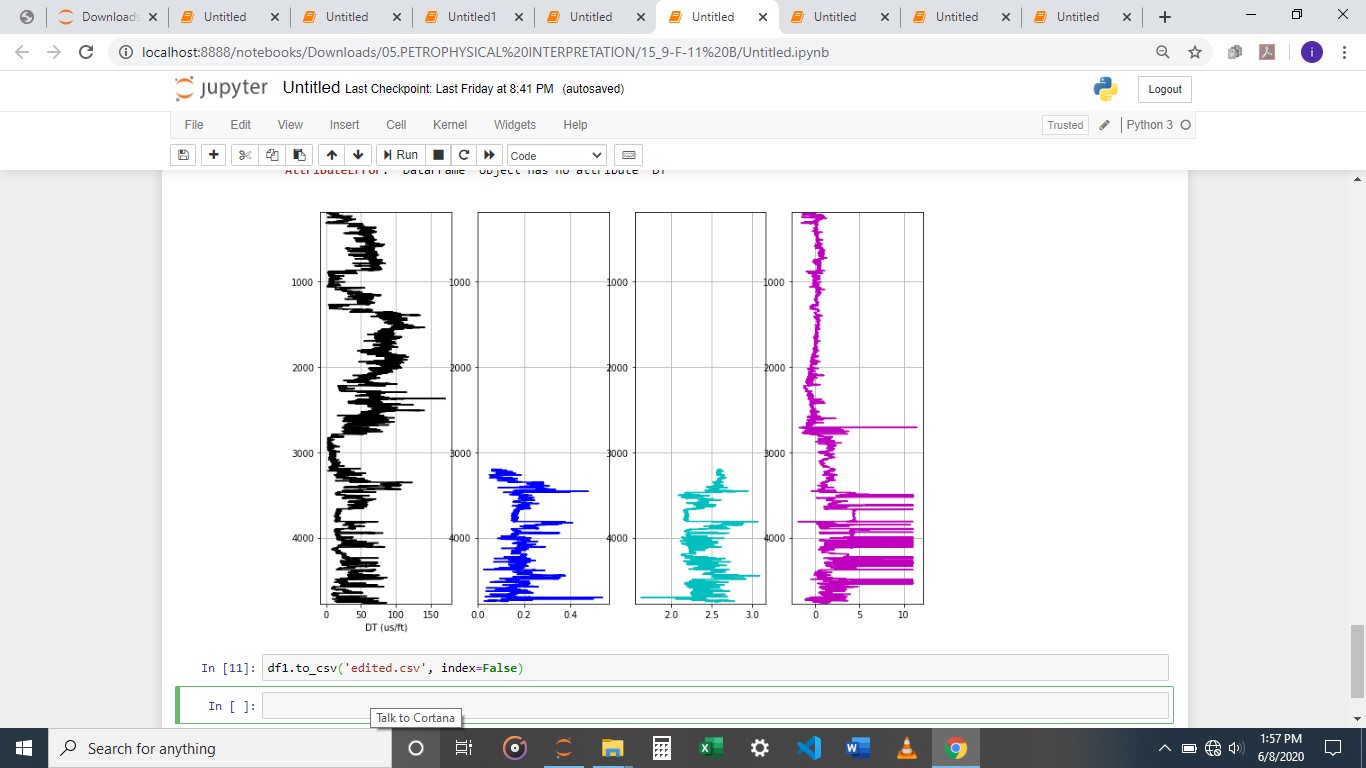 Downloads
Untitled
Untitled
Untitled1
Untitled
Untitled
Untitled
Untitled
Untitled
localhost:8888/notebooks/Downloads/05.PETROPHYSICAL%20INTERPRETATION/15_9-F-11%20B/Untitled.ipynb
i
jupyter Untitled Last Checkpoint: Last Friday at 8:41 PM (autosaved)
Logout
File Edit View Insert Cell Kernel Widgets Help
Trusted Python 3
Run Code
AttributeError: 'DataFrame' object has no attribute 'DT'
1000 1000 1000 1000
2000 2000 2000 2000
3000 3000 3000 3000
4000 4000 4000 4000
0 50 100 150 0.0 0.2 0.4 2.0 2.5 3.0 0 5 10
DT (us/ft)
In [11]: df1.to_csv('edited.csv', index=False)
In [ ]:
Talk to Cortana
Search for anything
1:57 PM
6/8/2020